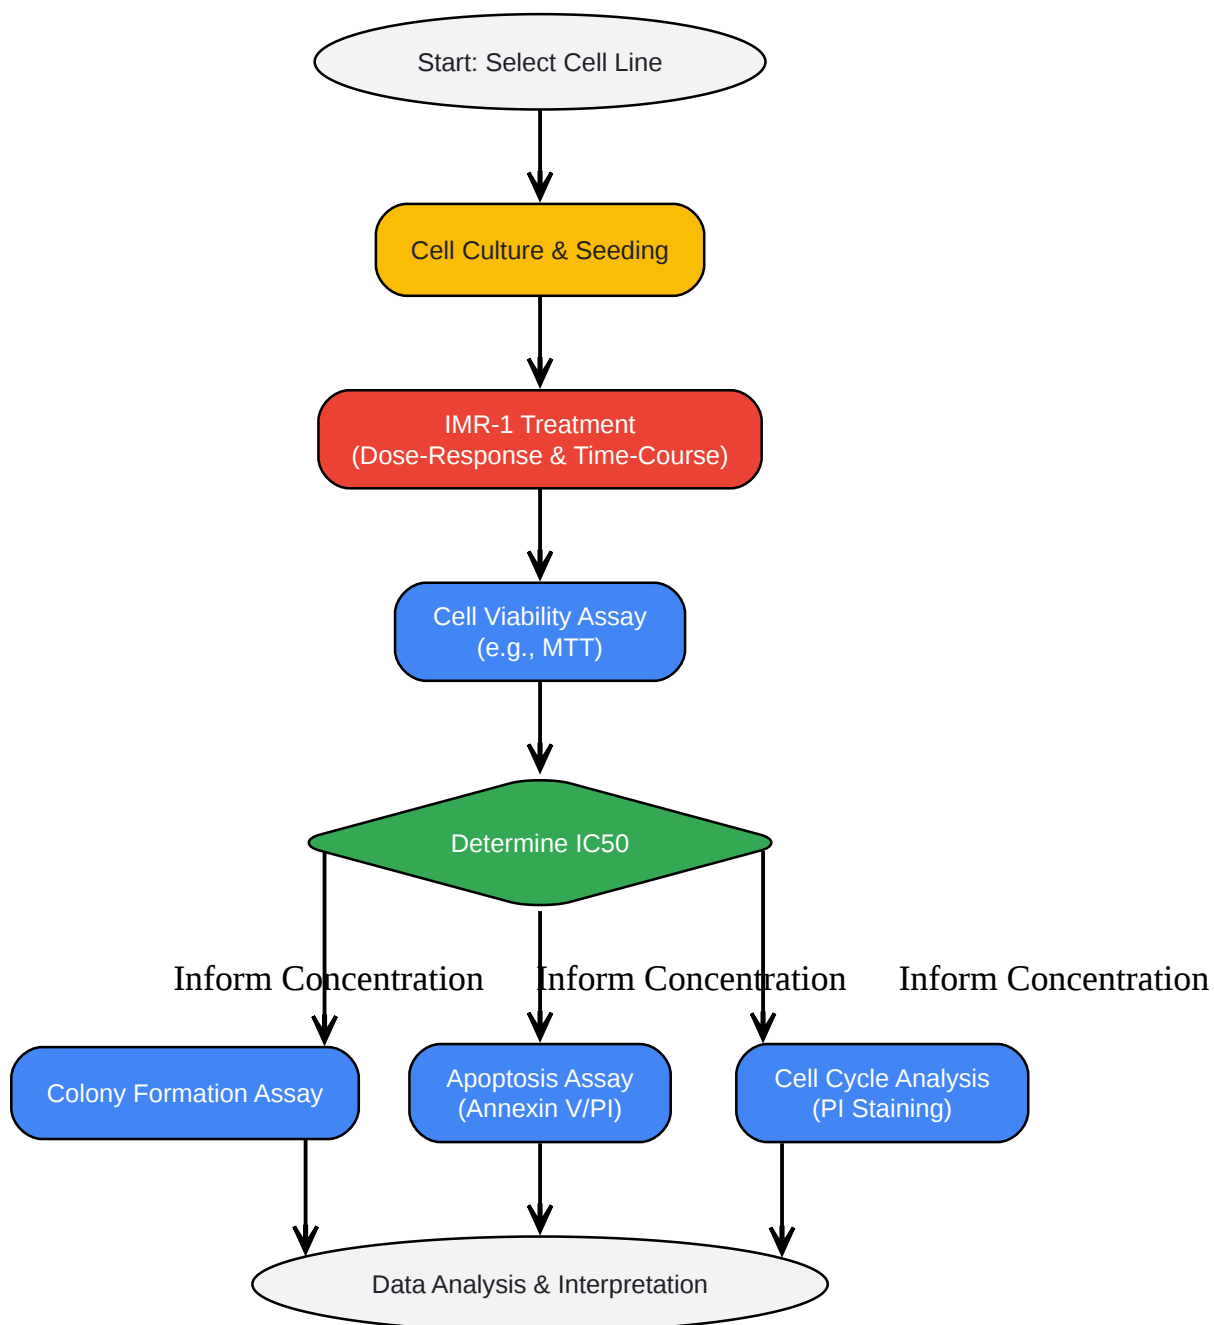 Start: Select Cell Line
Cell Culture & Seeding
IMR-1 Treatment
(Dose-Response & Time-Course)
Cell Viability Assay
(e.g., MTT)
Determine IC50
Inform Concentration
Inform Concentration
Inform Concentration
Colony Formation Assay
Apoptosis Assay
(Annexin V/PI)
Cell Cycle Analysis
(PI Staining)
Data Analysis & Interpretation